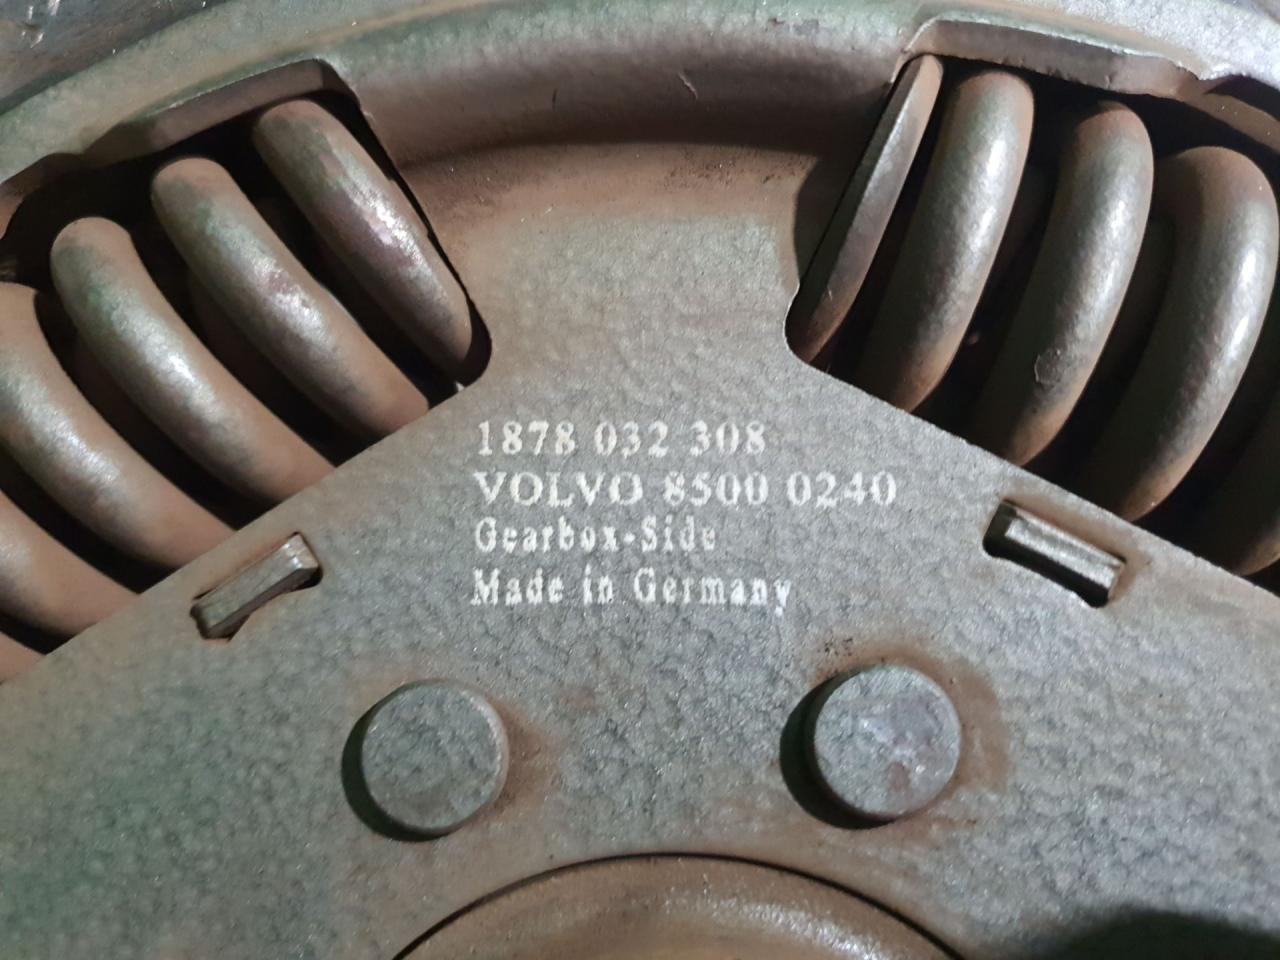 1878 032 308
VOLVO 8500 0240
Gearbox-Side
Made in Germany